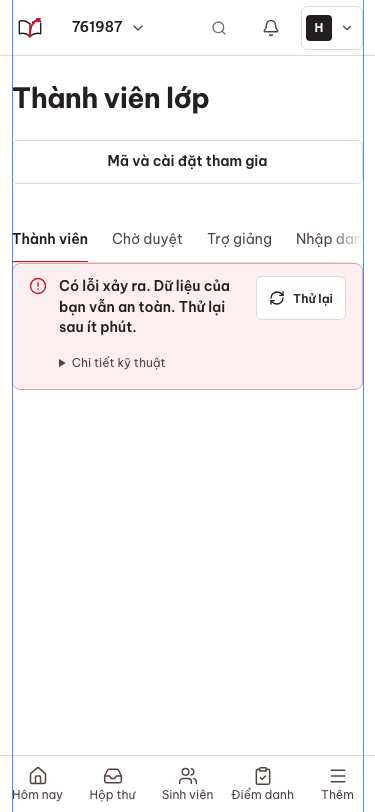 761987
H
Thành viên lớp
Mã và cài đặt tham gia
Thành viên
Chờ duyệt
Trợ giảng
Nhập dan
Có lỗi xảy ra. Dữ liệu của
bạn vẫn an toàn. Thử lại
sau ít phút.
Thử lại
Chi tiết kỹ thuật
Hôm nay
Hộp thư
Sinh viên
Điểm danh
Thêm